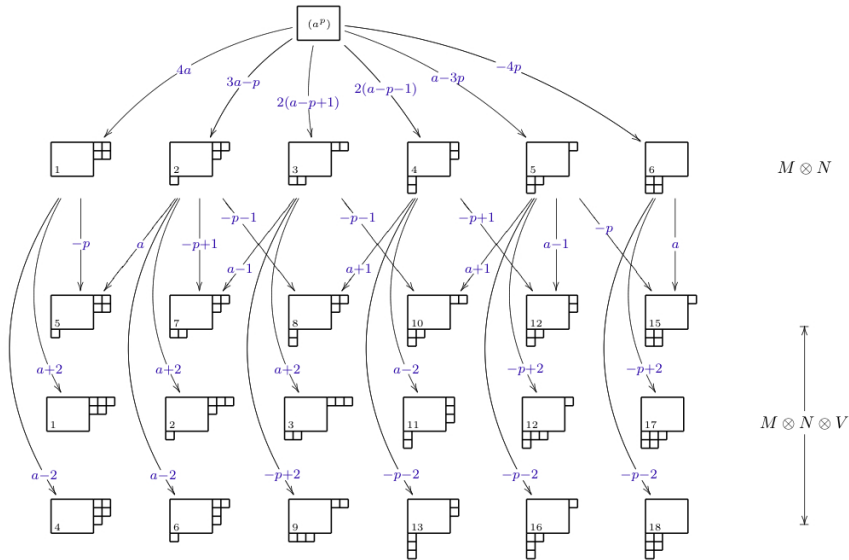 (a^p)
4a 3a−p 2(a−p+1) 2(a−p−1) a−3p −4p
1 2 3 4 5 6 M ⊗ N
−p a −p+1 −p−1 a−1 −p−1 a+1 −p+1 a+1 a−1 −p a
5 7 8 10 12 15
a+2 a+2 a+2 a−2 −p+2 −p+2
1 2 3 11 12 17 M ⊗ N ⊗ V
a−2 a−2 −p+2 −p−2 −p−2 −p−2
4 6 9 13 16 18